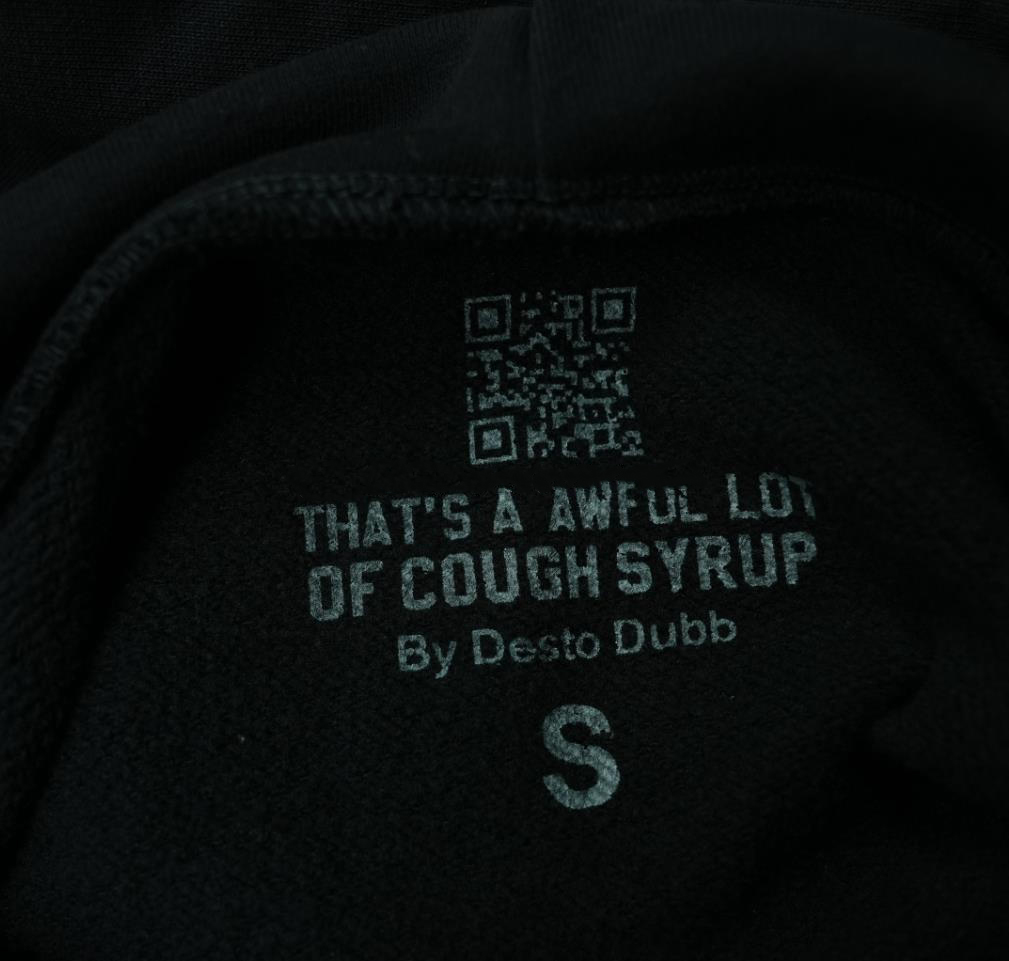 THAT'S A AWFUL LOT
OF COUGH SYRUP
By Desto Dubb
S